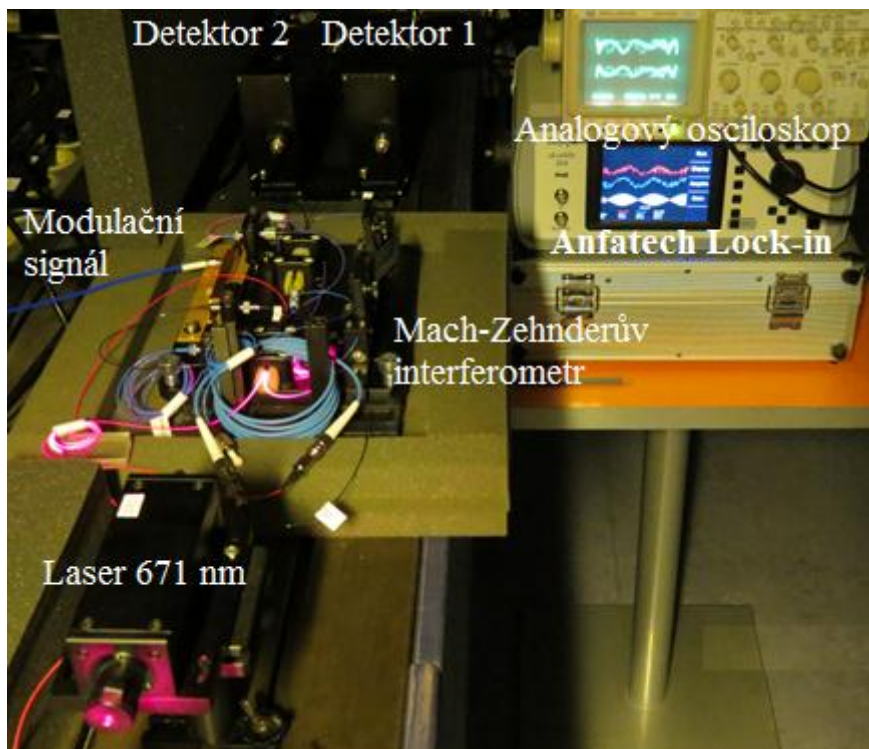 Detektor 2 Detektor 1
Analogový osciloskop
Modulační
signál
Anfatech Lock-in
Mach-Zehnderův
interferometr
Laser 671 nm